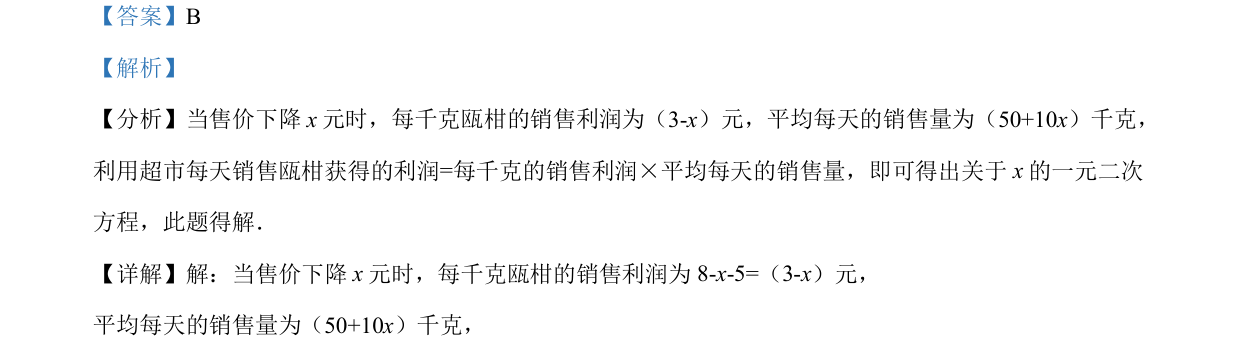 【答案】B
【解析】
【分析】当售价下降 x 元时，每千克瓯柑的销售利润为（3-x）元，平均每天的销售量为（50+10x）千克，
利用超市每天销售瓯柑获得的利润=每千克的销售利润×平均每天的销售量，即可得出关于 x 的一元二次
方程，此题得解．
【详解】解：当售价下降 x 元时，每千克瓯柑的销售利润为 8-x-5=（3-x）元，
平均每天的销售量为（50+10x）千克，